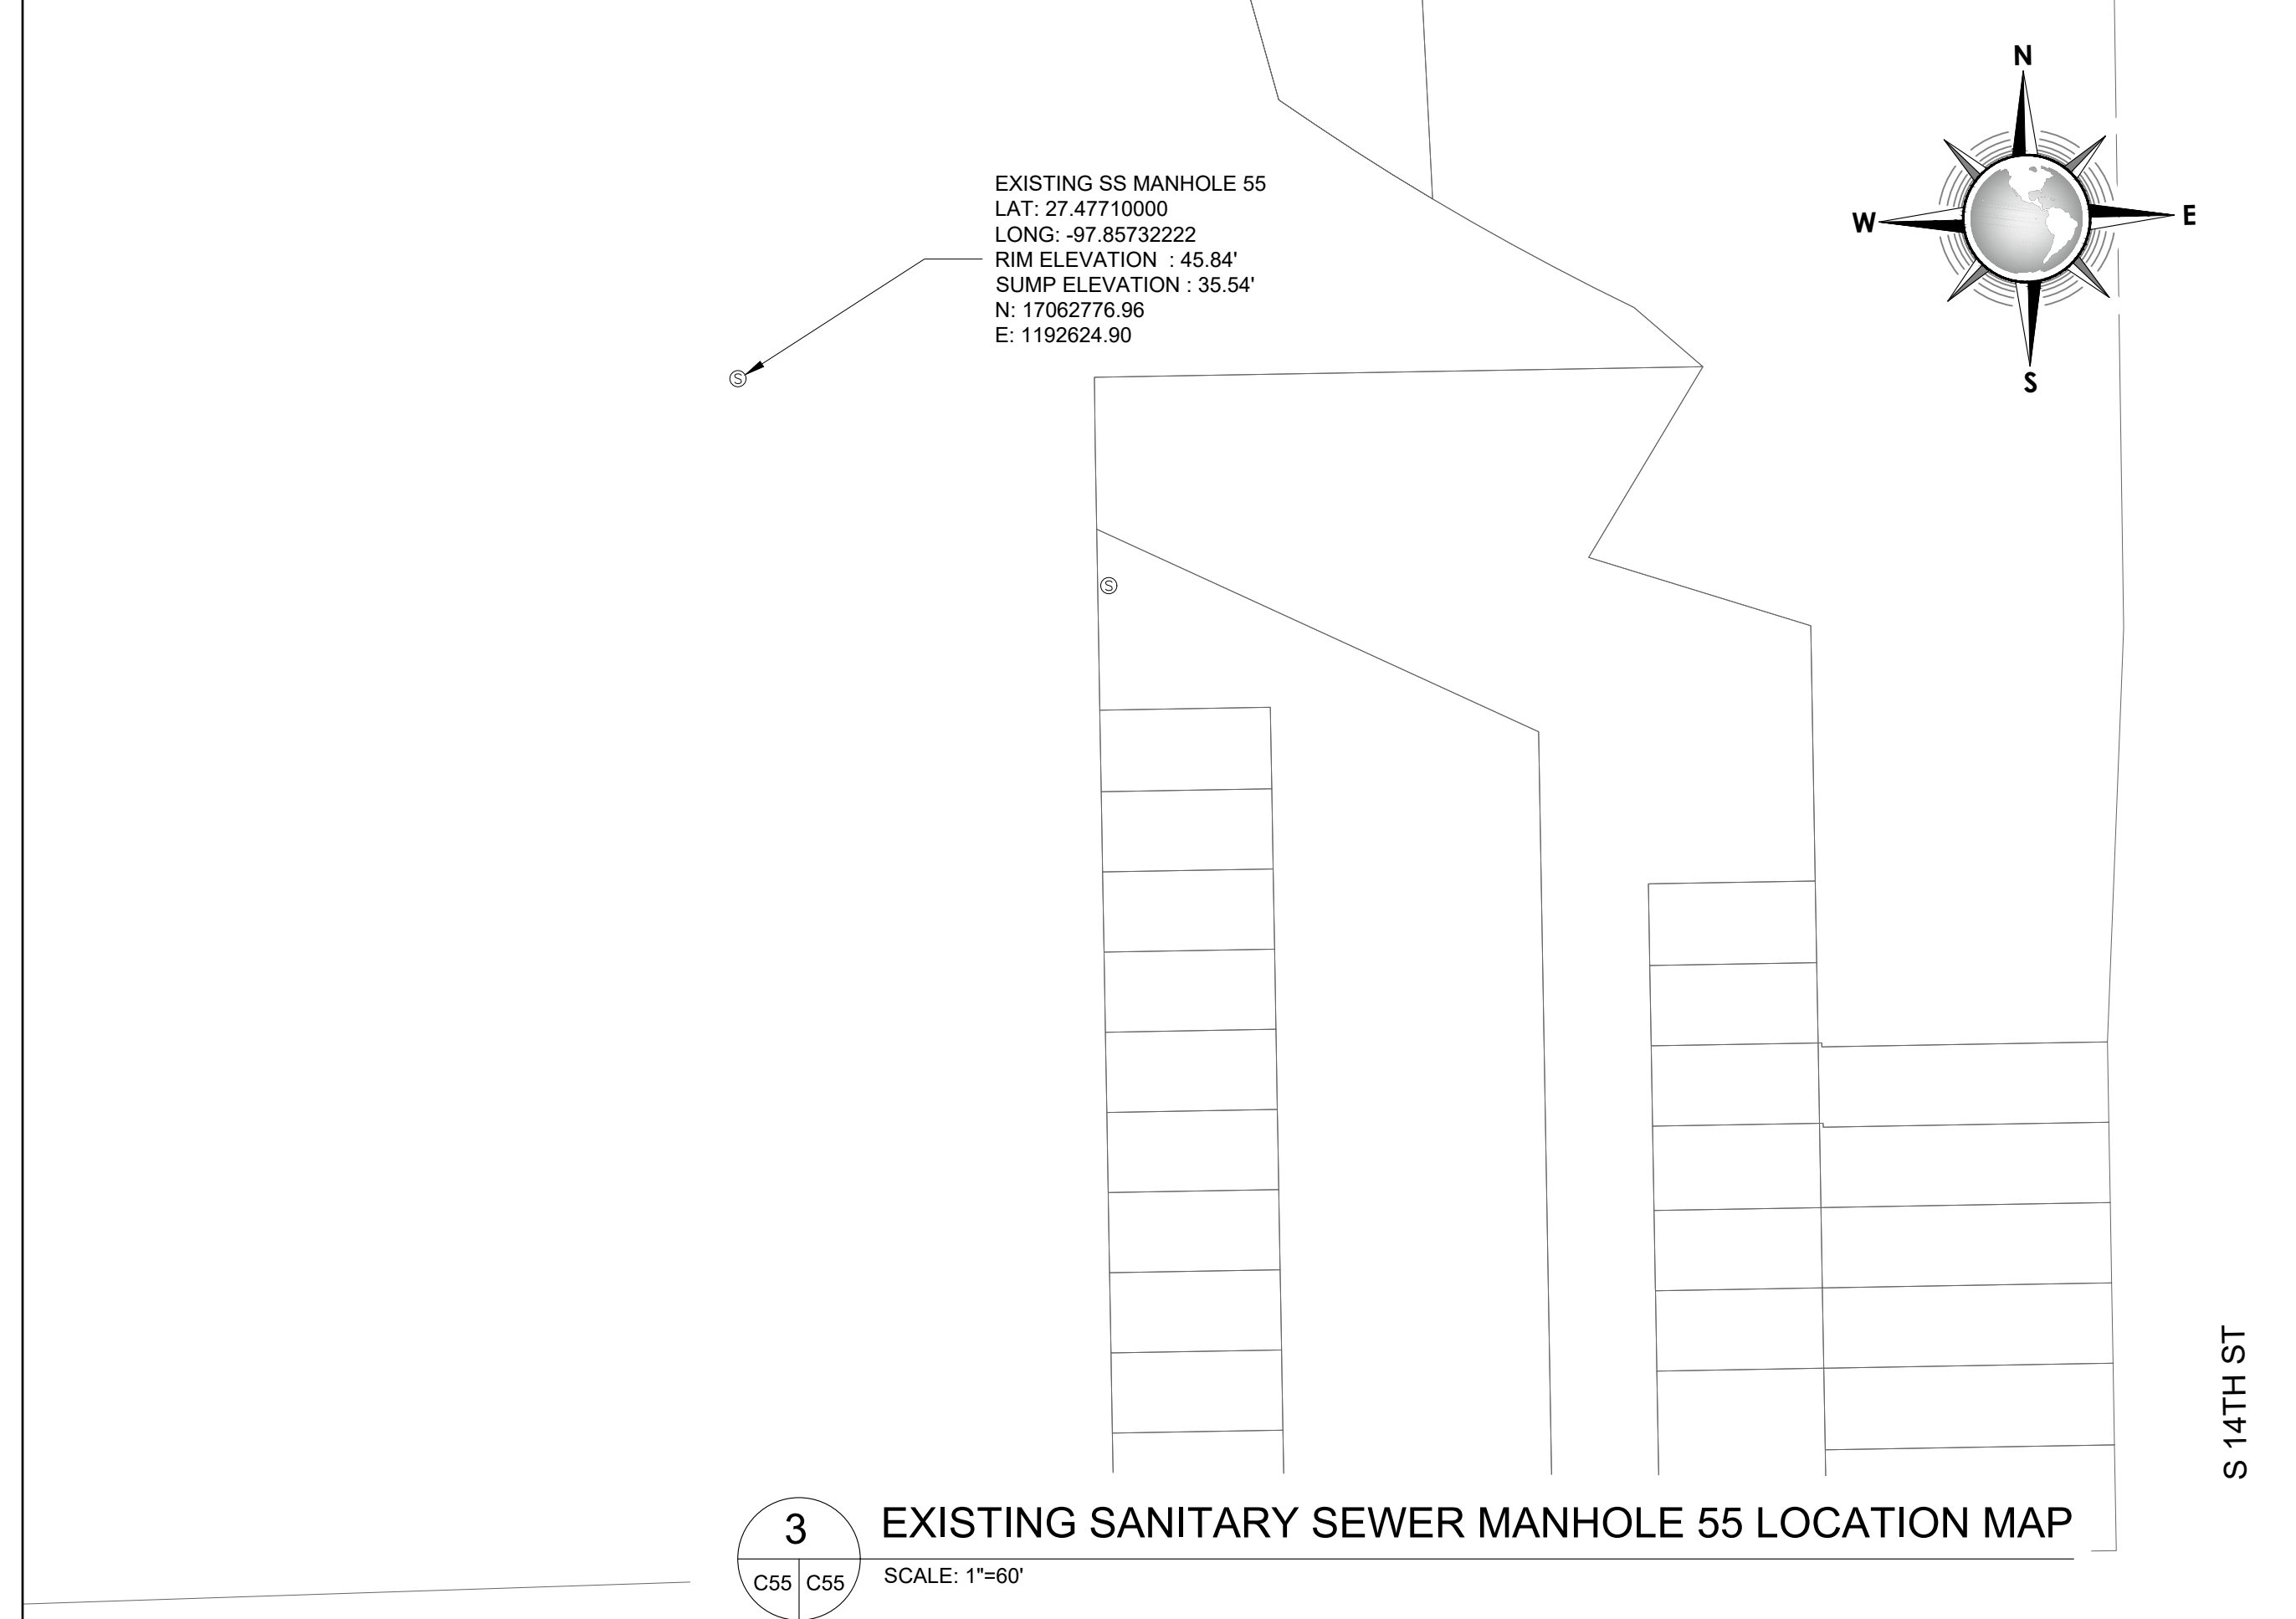 N
W
E
S
EXISTING SS MANHOLE 55
LAT: 27.47710000
LONG: -97.85732222
RIM ELEVATION : 45.84'
SUMP ELEVATION : 35.54'
N: 17062776.96
E: 1192624.90
S
S
S 14TH ST
3
C55 C55
EXISTING SANITARY SEWER MANHOLE 55 LOCATION MAP
SCALE: 1"=60'